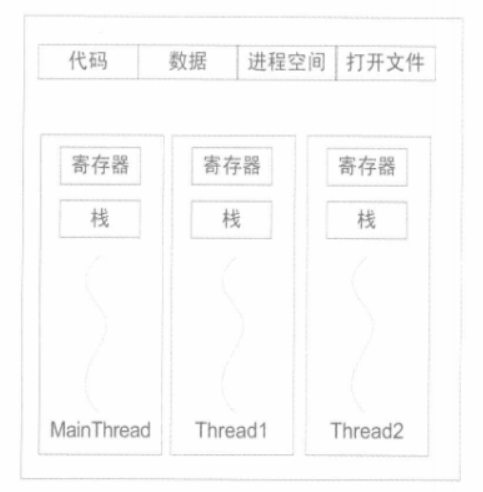 代码 数据 进程空间 打开文件
寄存器 寄存器 寄存器
栈 栈 栈
MainThread Thread1 Thread2